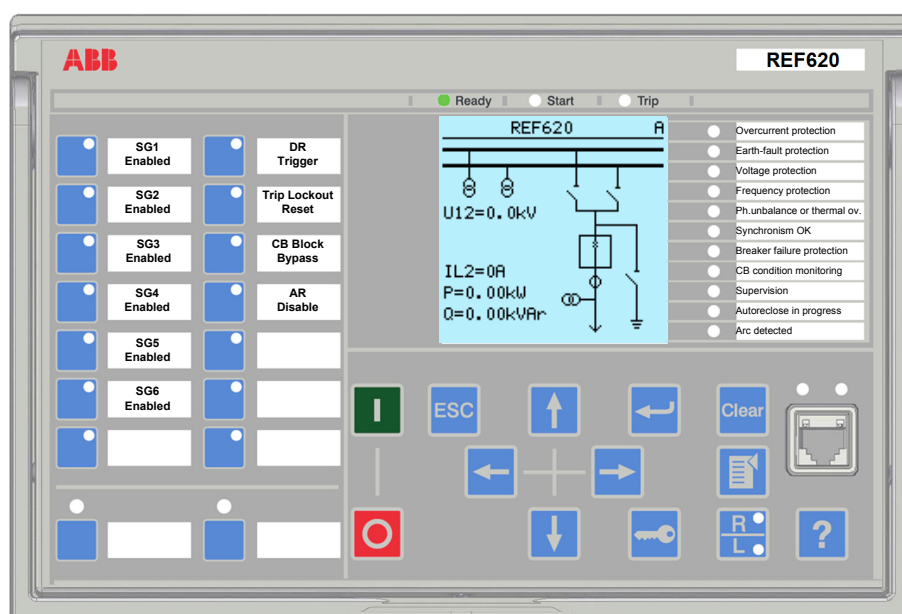 ABB
REF620
Ready
Start
Trip
SG1
Enabled
DR
Trigger
SG2
Enabled
Trip Lockout
Reset
SG3
Enabled
CB Block
Bypass
SG4
Enabled
AR
Disable
SG5
Enabled
SG6
Enabled
REF620 A
U12=0.0kV
IL2=0A
P=0.00kW
Q=0.00kVAr
Overcurrent protection
Earth-fault protection
Voltage protection
Frequency protection
Ph.unbalance or thermal ov.
Synchronism OK
Breaker failure protection
CB condition monitoring
Supervision
Autoreclose in progress
Arc detected
I
ESC
Clear
O
R
L
?